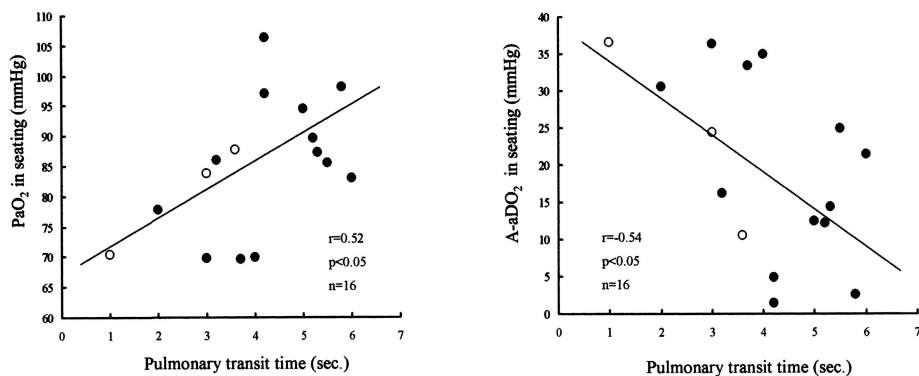 PaO2 in seating (mmHg)
110
105
100
95
90
85
80
75
70
65
60
r=0.52
p<0.05
n=16
0 1 2 3 4 5 6 7
Pulmonary transit time (sec.)
A-aDO2 in seating (mmHg)
40
35
30
25
20
15
10
5
0
r=-0.54
p<0.05
n=16
0 1 2 3 4 5 6 7
Pulmonary transit time (sec.)